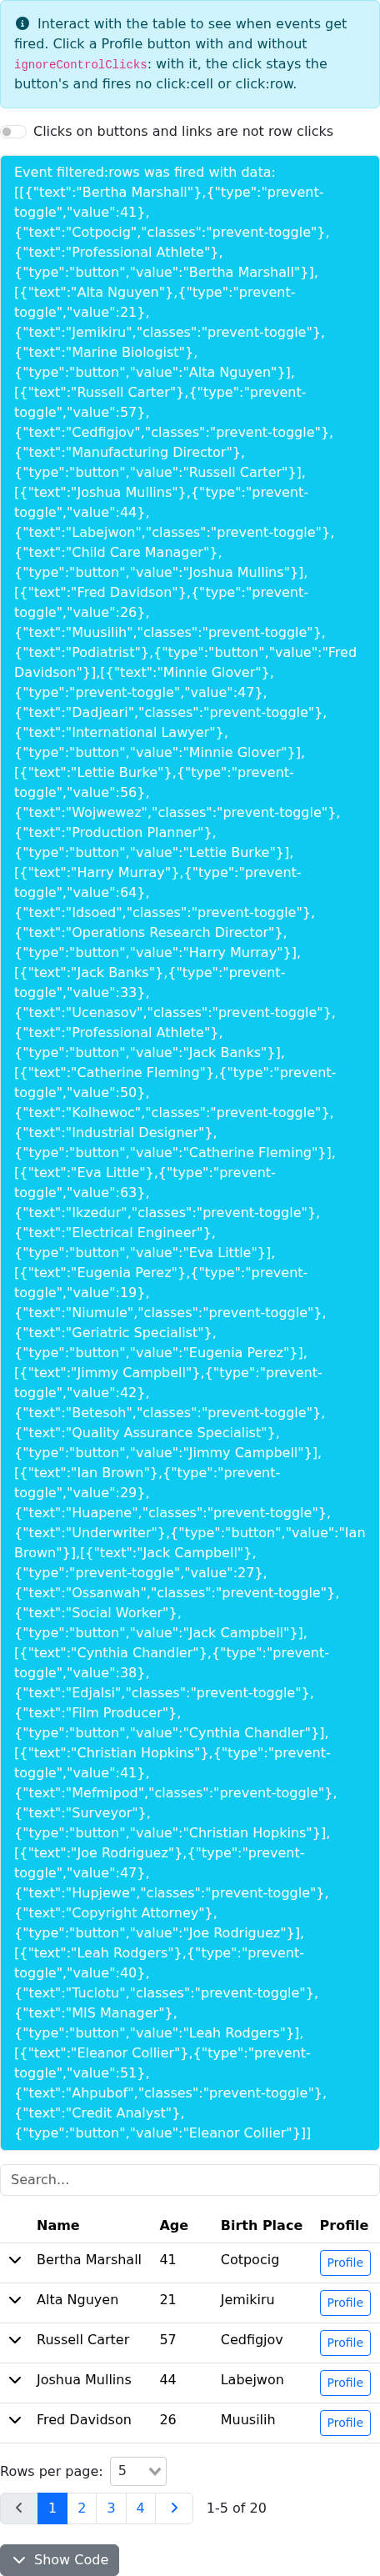 Interact with the table to see when events get
fired. Click a Profile button with and without
ignoreControlClicks: with it, the click stays the
button's and fires no click:cell or click:row.
Clicks on buttons and links are not row clicks
Event filtered:rows was fired with data:
[[{"text":"Bertha Marshall"},{"type":"prevent-
toggle","value":41},
{"text":"Cotpocig","classes":"prevent-toggle"},
{"text":"Professional Athlete"},
{"type":"button","value":"Bertha Marshall"}],
[{"text":"Alta Nguyen"},{"type":"prevent-
toggle","value":21},
{"text":"Jemikiru","classes":"prevent-toggle"},
{"text":"Marine Biologist"},
{"type":"button","value":"Alta Nguyen"}],
[{"text":"Russell Carter"},{"type":"prevent-
toggle","value":57},
{"text":"Cedfigjov","classes":"prevent-toggle"},
{"text":"Manufacturing Director"},
{"type":"button","value":"Russell Carter"}],
[{"text":"Joshua Mullins"},{"type":"prevent-
toggle","value":44},
{"text":"Labejwon","classes":"prevent-toggle"},
{"text":"Child Care Manager"},
{"type":"button","value":"Joshua Mullins"}],
[{"text":"Fred Davidson"},{"type":"prevent-
toggle","value":26},
{"text":"Muusilih","classes":"prevent-toggle"},
{"text":"Podiatrist"},{"type":"button","value":"Fred
Davidson"}],[{"text":"Minnie Glover"},
{"type":"prevent-toggle","value":47},
{"text":"Dadjeari","classes":"prevent-toggle"},
{"text":"International Lawyer"},
{"type":"button","value":"Minnie Glover"}],
[{"text":"Lettie Burke"},{"type":"prevent-
toggle","value":56},
{"text":"Wojwewez","classes":"prevent-toggle"},
{"text":"Production Planner"},
{"type":"button","value":"Lettie Burke"}],
[{"text":"Harry Murray"},{"type":"prevent-
toggle","value":64},
{"text":"Idsoed","classes":"prevent-toggle"},
{"text":"Operations Research Director"},
{"type":"button","value":"Harry Murray"}],
[{"text":"Jack Banks"},{"type":"prevent-
toggle","value":33},
{"text":"Ucenasov","classes":"prevent-toggle"},
{"text":"Professional Athlete"},
{"type":"button","value":"Jack Banks"}],
[{"text":"Catherine Fleming"},{"type":"prevent-
toggle","value":50},
{"text":"Kolhewoc","classes":"prevent-toggle"},
{"text":"Industrial Designer"},
{"type":"button","value":"Catherine Fleming"}],
[{"text":"Eva Little"},{"type":"prevent-
toggle","value":63},
{"text":"Ikzedur","classes":"prevent-toggle"},
{"text":"Electrical Engineer"},
{"type":"button","value":"Eva Little"}],
[{"text":"Eugenia Perez"},{"type":"prevent-
toggle","value":19},
{"text":"Niumule","classes":"prevent-toggle"},
{"text":"Geriatric Specialist"},
{"type":"button","value":"Eugenia Perez"}],
[{"text":"Jimmy Campbell"},{"type":"prevent-
toggle","value":42},
{"text":"Betesoh","classes":"prevent-toggle"},
{"text":"Quality Assurance Specialist"},
{"type":"button","value":"Jimmy Campbell"}],
[{"text":"Ian Brown"},{"type":"prevent-
toggle","value":29},
{"text":"Huapene","classes":"prevent-toggle"},
{"text":"Underwriter"},{"type":"button","value":"Ian
Brown"}],[{"text":"Jack Campbell"},
{"type":"prevent-toggle","value":27},
{"text":"Ossanwah","classes":"prevent-toggle"},
{"text":"Social Worker"},
{"type":"button","value":"Jack Campbell"}],
[{"text":"Cynthia Chandler"},{"type":"prevent-
toggle","value":38},
{"text":"Edjalsi","classes":"prevent-toggle"},
{"text":"Film Producer"},
{"type":"button","value":"Cynthia Chandler"}],
[{"text":"Christian Hopkins"},{"type":"prevent-
toggle","value":41},
{"text":"Mefmipod","classes":"prevent-toggle"},
{"text":"Surveyor"},
{"type":"button","value":"Christian Hopkins"}],
[{"text":"Joe Rodriguez"},{"type":"prevent-
toggle","value":47},
{"text":"Hupjewe","classes":"prevent-toggle"},
{"text":"Copyright Attorney"},
{"type":"button","value":"Joe Rodriguez"}],
[{"text":"Leah Rodgers"},{"type":"prevent-
toggle","value":40},
{"text":"Tuclotu","classes":"prevent-toggle"},
{"text":"MIS Manager"},
{"type":"button","value":"Leah Rodgers"}],
[{"text":"Eleanor Collier"},{"type":"prevent-
toggle","value":51},
{"text":"Ahpubof","classes":"prevent-toggle"},
{"text":"Credit Analyst"},
{"type":"button","value":"Eleanor Collier"}]]
Search...
Name Age Birth Place Profile
Bertha Marshall 41 Cotpocig Profile
Alta Nguyen 21 Jemikiru Profile
Russell Carter 57 Cedfigjov Profile
Joshua Mullins 44 Labejwon Profile
Fred Davidson 26 Muusilih Profile
Rows per page: 5
1 2 3 4 1-5 of 20
Show Code